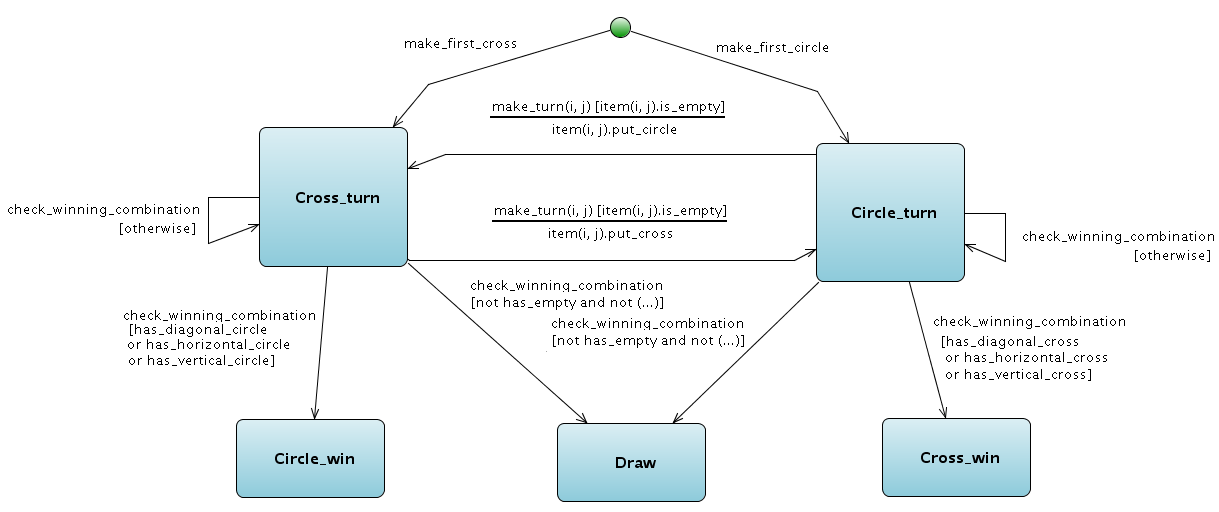 make_first_cross
make_first_circle
make_turn(i, j) [item(i, j).is_empty]
item(i, j).put_circle
Cross_turn
Circle_turn
check_winning_combination
[otherwise]
make_turn(i, j) [item(i, j).is_empty]
item(i, j).put_cross
check_winning_combination
[otherwise]
check_winning_combination
[has_diagonal_circle
or has_horizontal_circle
or has_vertical_circle]
check_winning_combination
[not has_empty and not (...)]
check_winning_combination
[not has_empty and not (...)]
check_winning_combination
[has_diagonal_cross
or has_horizontal_cross
or has_vertical_cross]
Circle_win
Draw
Cross_win